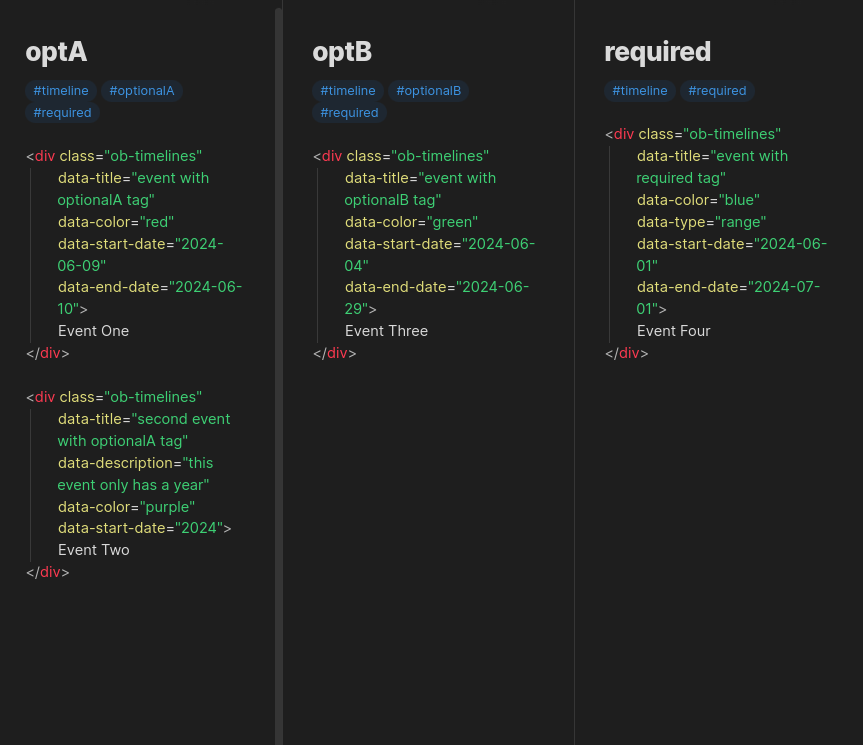 optA
#timeline #optionalA
#required
<div class="ob-timelines"
data-title="event with
optionalA tag"
data-color="red"
data-start-date="2024-
06-09"
data-end-date="2024-06-
10">
Event One
</div>
<div class="ob-timelines"
data-title="second event
with optionalA tag"
data-description="this
event only has a year"
data-color="purple"
data-start-date="2024">
Event Two
</div>
optB
#timeline #optionalB
#required
<div class="ob-timelines"
data-title="event with
optionalB tag"
data-color="green"
data-start-date="2024-06-
04"
data-end-date="2024-06-
29">
Event Three
</div>
required
#timeline #required
<div class="ob-timelines"
data-title="event with
required tag"
data-color="blue"
data-type="range"
data-start-date="2024-06-
01"
data-end-date="2024-07-
01">
Event Four
</div>